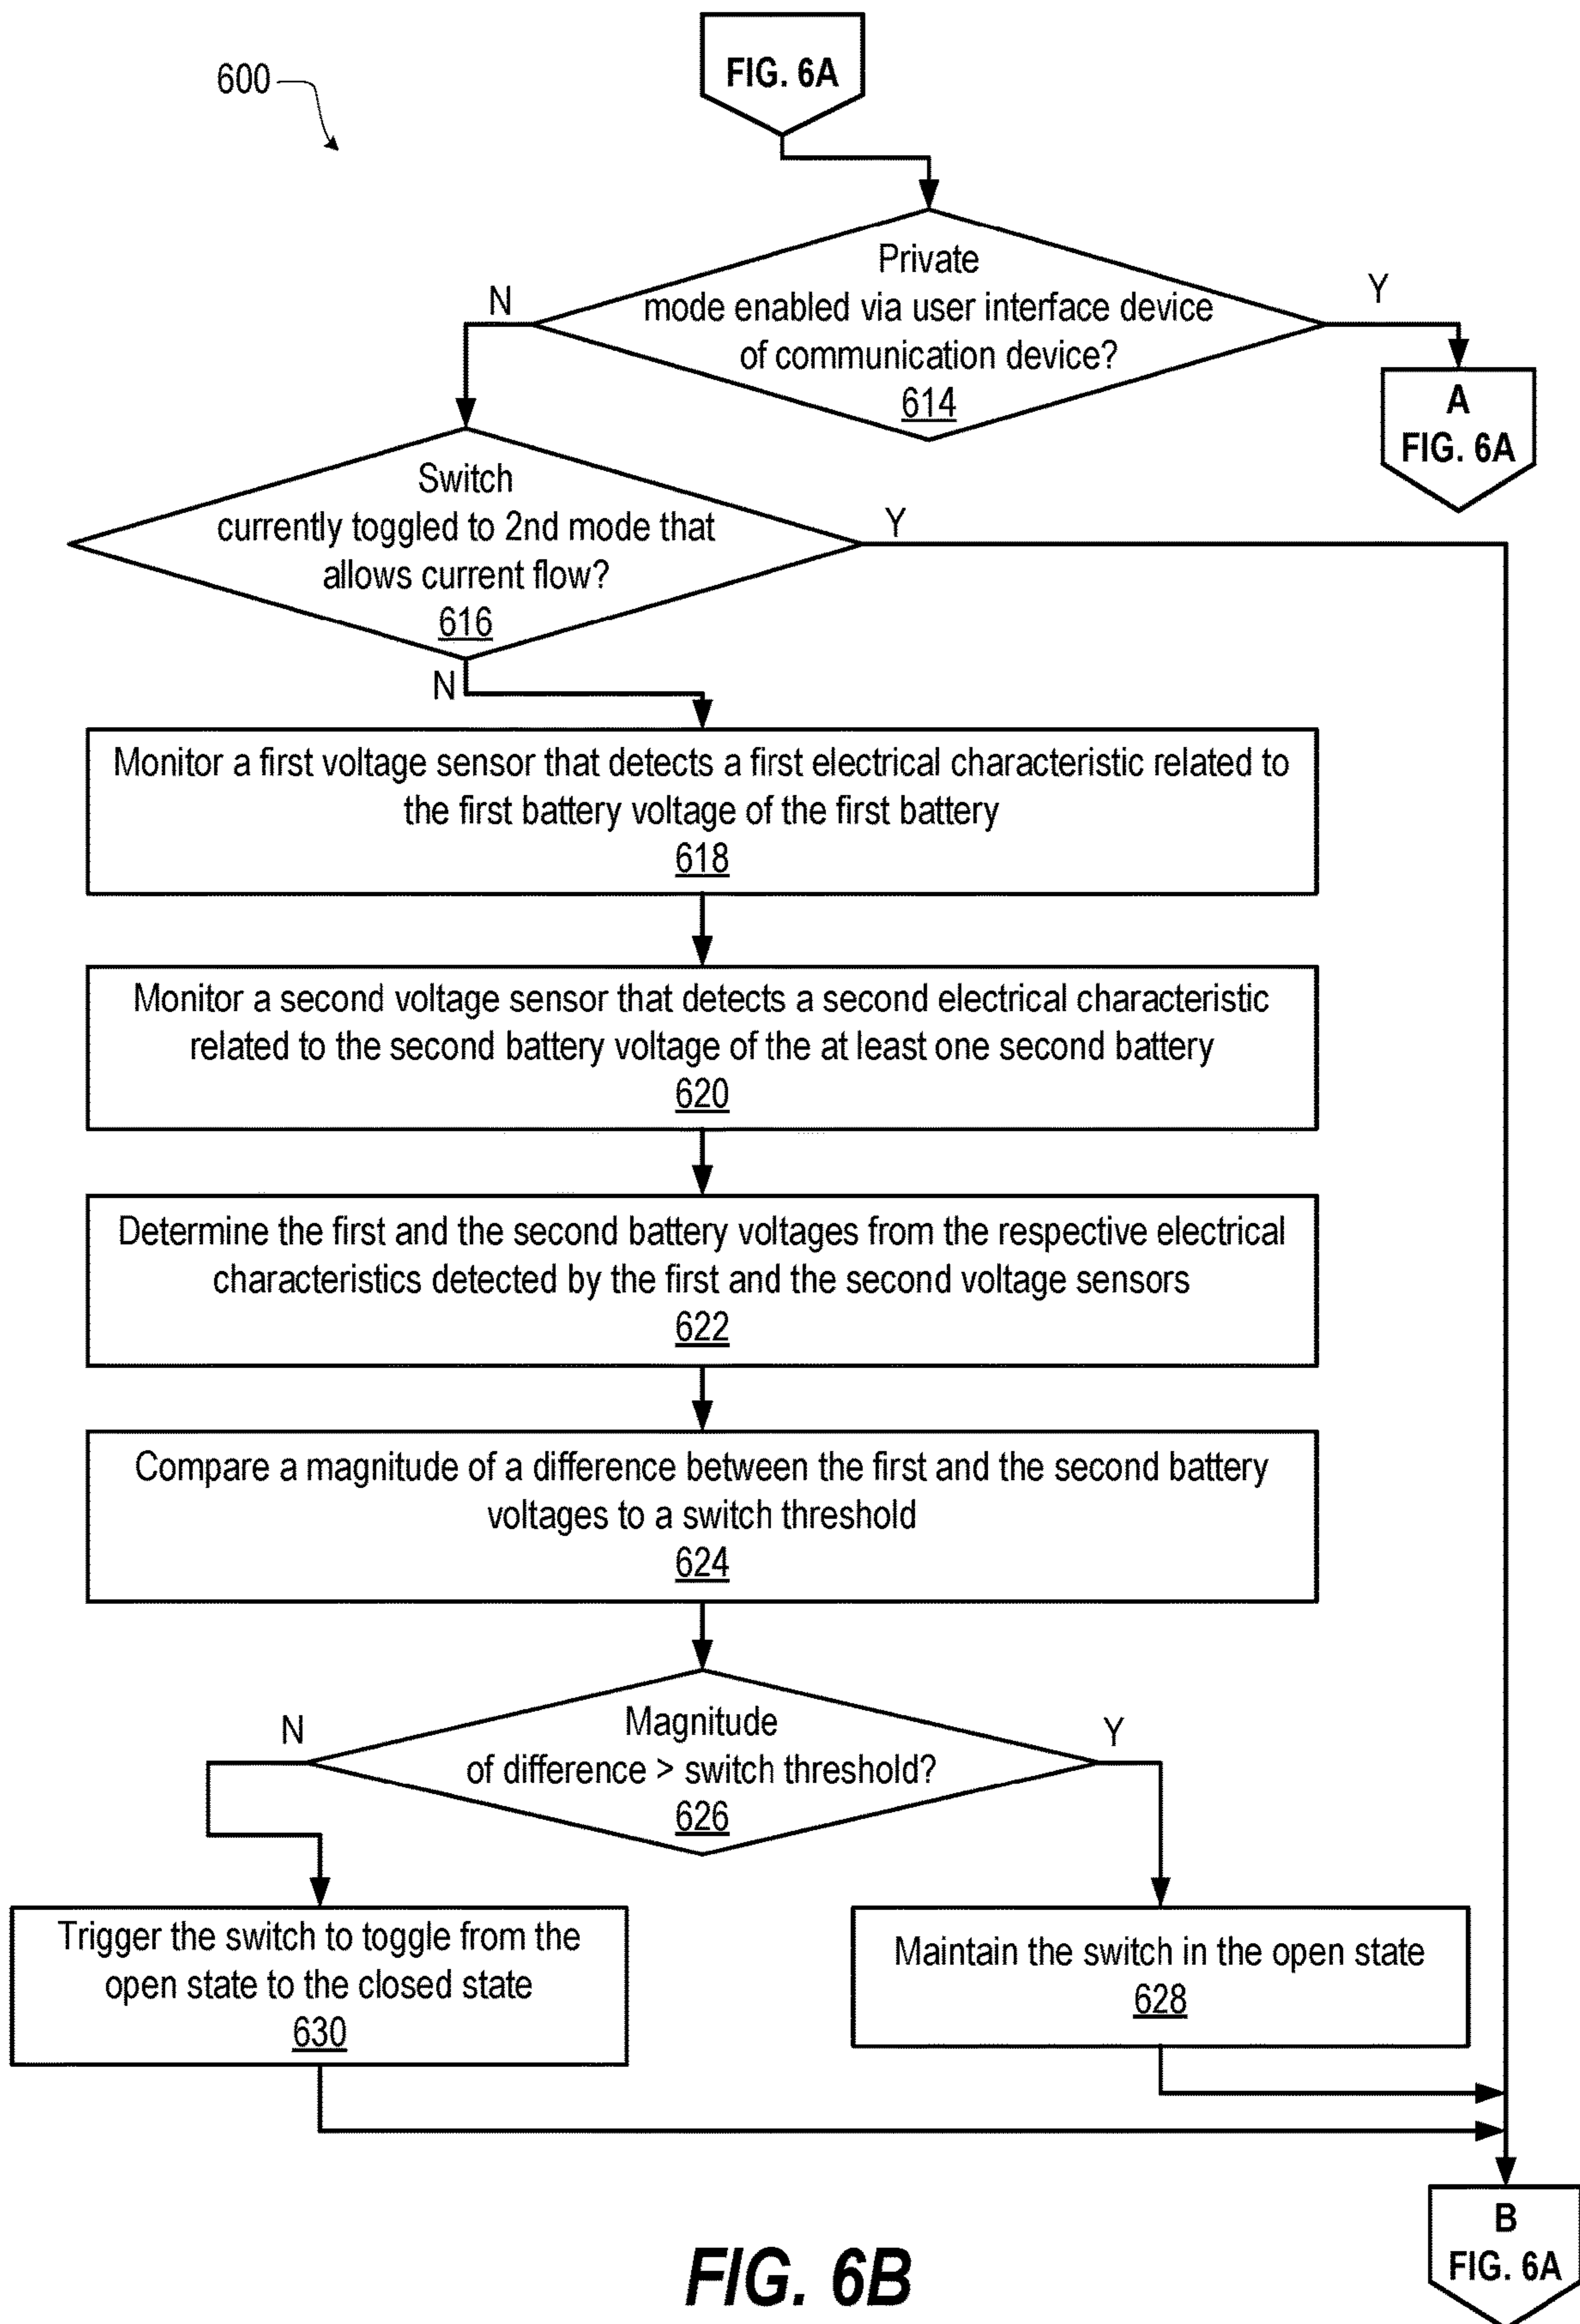 600
FIG. 6A
Private
mode enabled via user interface device
of communication device?
614
N
Y
A
FIG. 6A
Switch
currently toggled to 2nd mode that
allows current flow?
616
Y
N
Monitor a first voltage sensor that detects a first electrical characteristic related to
the first battery voltage of the first battery
618
Monitor a second voltage sensor that detects a second electrical characteristic
related to the second battery voltage of the at least one second battery
620
Determine the first and the second battery voltages from the respective electrical
characteristics detected by the first and the second voltage sensors
622
Compare a magnitude of a difference between the first and the second battery
voltages to a switch threshold
624
Magnitude
of difference > switch threshold?
626
N
Y
Trigger the switch to toggle from the
open state to the closed state
630
Maintain the switch in the open state
628
B
FIG. 6A
FIG. 6B